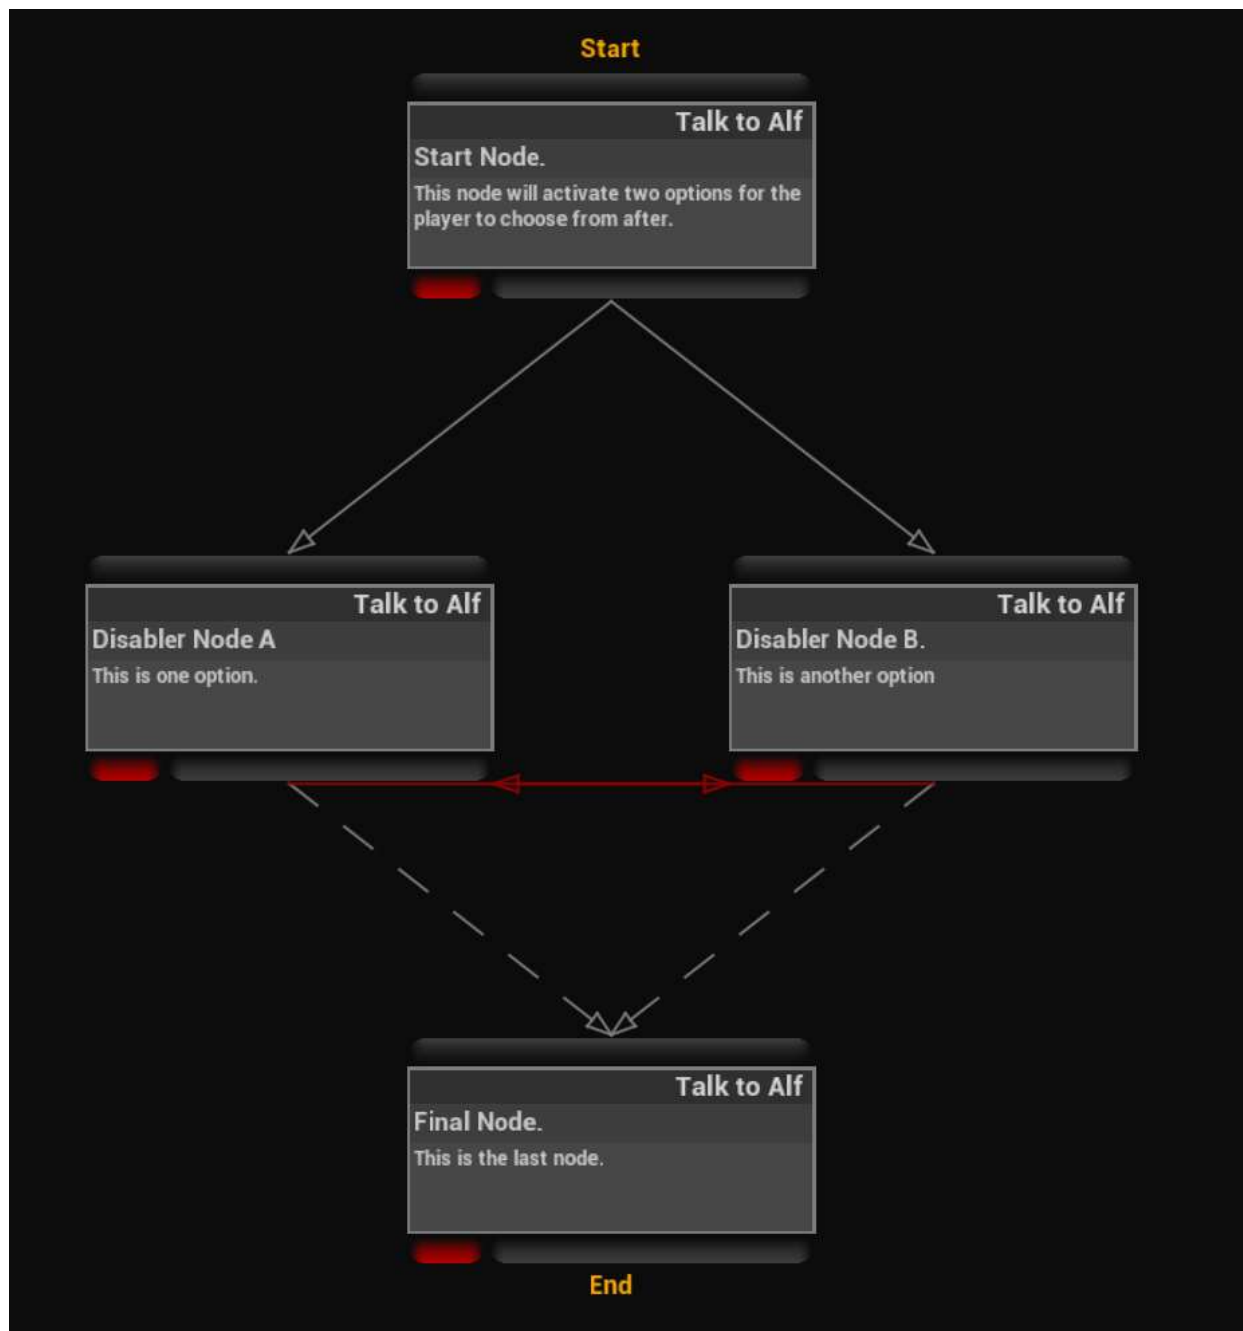 Start
Talk to Alf
Start Node.
This node will activate two options for the
player to choose from after.
Talk to Alf
Disabler Node A
This is one option.
Talk to Alf
Disabler Node B.
This is another option
Talk to Alf
Final Node.
This is the last node.
End